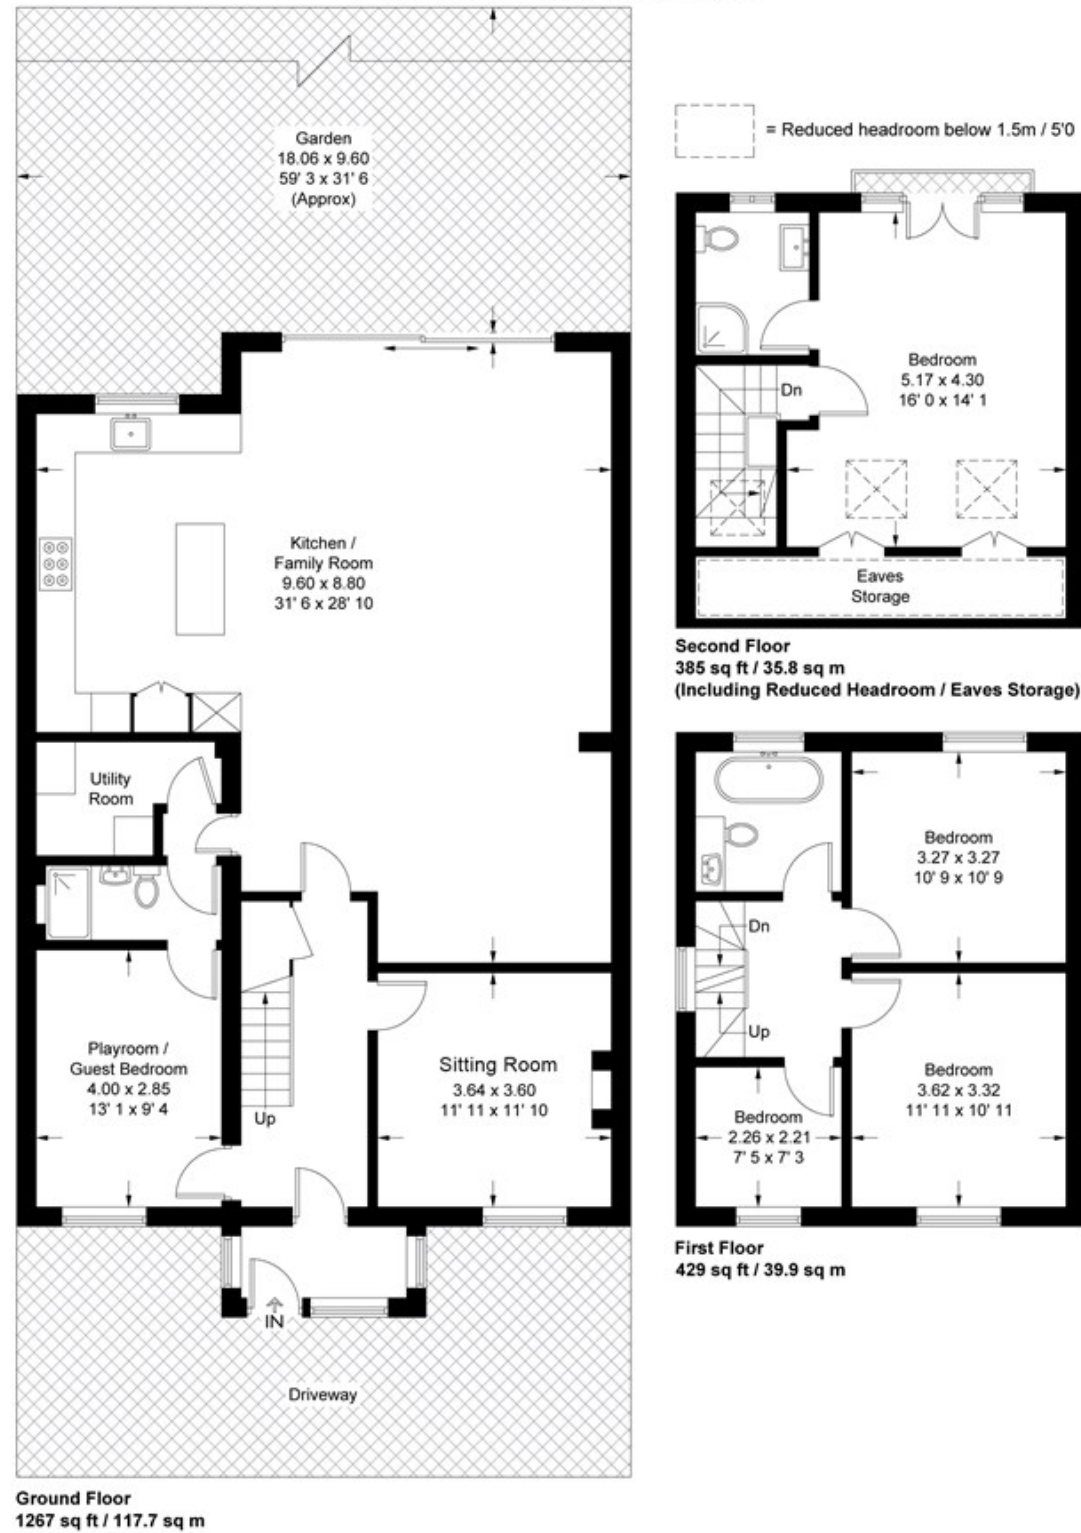 Garden
18.06 x 9.60
59' 3 x 31' 6
(Approx)
= Reduced headroom below 1.5m / 5'0
Dn
Bedroom
5.17 x 4.30
16' 0 x 14' 1
Eaves
Storage
Second Floor
385 sq ft / 35.8 sq m
(Including Reduced Headroom / Eaves Storage)
Kitchen /
Family Room
9.60 x 8.80
31' 6 x 28' 10
Utility
Room
Playroom /
Guest Bedroom
4.00 x 2.85
13' 1 x 9' 4
Up
Sitting Room
3.64 x 3.60
11' 11 x 11' 10
IN
Driveway
Ground Floor
1267 sq ft / 117.7 sq m
Bedroom
3.27 x 3.27
10' 9 x 10' 9
Dn
Up
Bedroom
2.26 x 2.21
7' 5 x 7' 3
Bedroom
3.62 x 3.32
11' 11 x 10' 11
First Floor
429 sq ft / 39.9 sq m